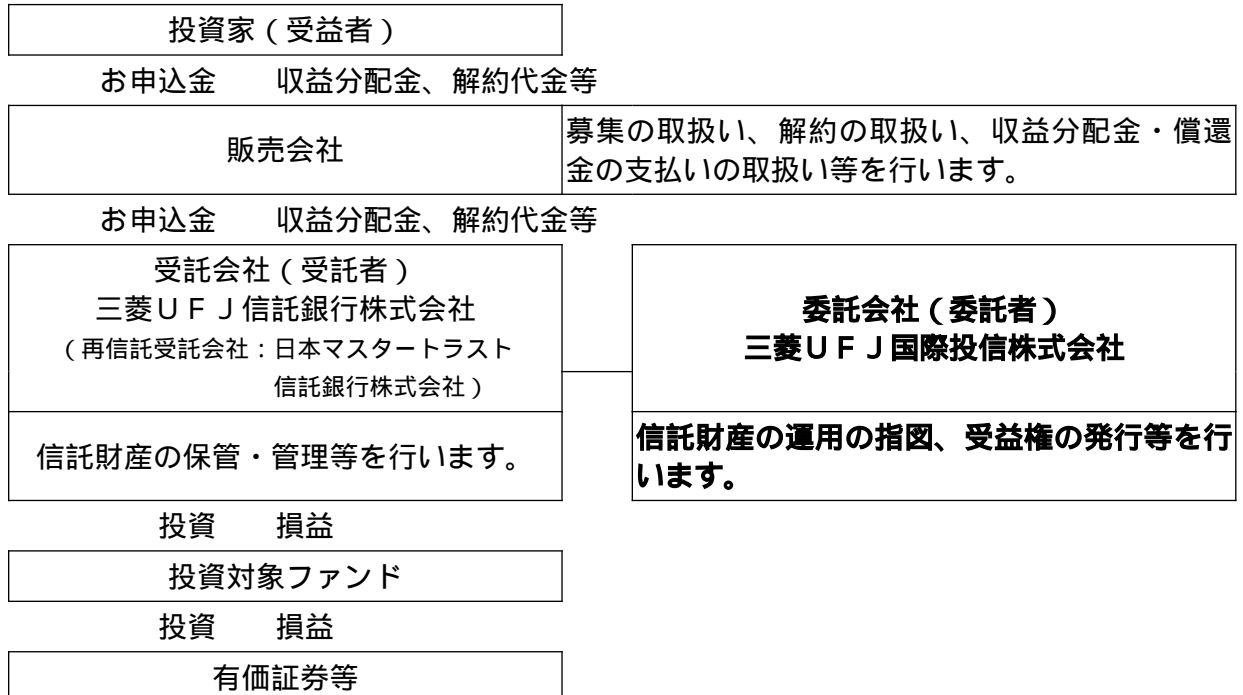 投資家（受益者）
お申込金　収益分配金、解約代金等
販売会社
募集の取扱い、解約の取扱い、収益分配金・償還
金の支払いの取扱い等を行います。
お申込金　収益分配金、解約代金等
受託会社（受託者）
三菱ＵＦＪ信託銀行株式会社
（再信託受託会社：日本マスタートラスト
信託銀行株式会社）
委託会社（委託者）
三菱ＵＦＪ国際投信株式会社
信託財産の保管・管理等を行います。
信託財産の運用の指図、受益権の発行等を行
います。
投資　損益
投資対象ファンド
投資　損益
有価証券等